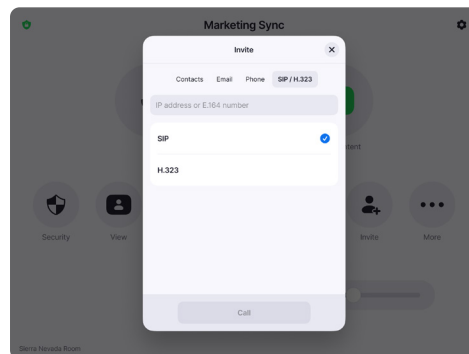 Marketing Sync
Invite
Contacts Email Phone SIP / H.323
IP address or E.164 number
SIP
H.323
Security View Invite More
Call
Sierra Nevada Room